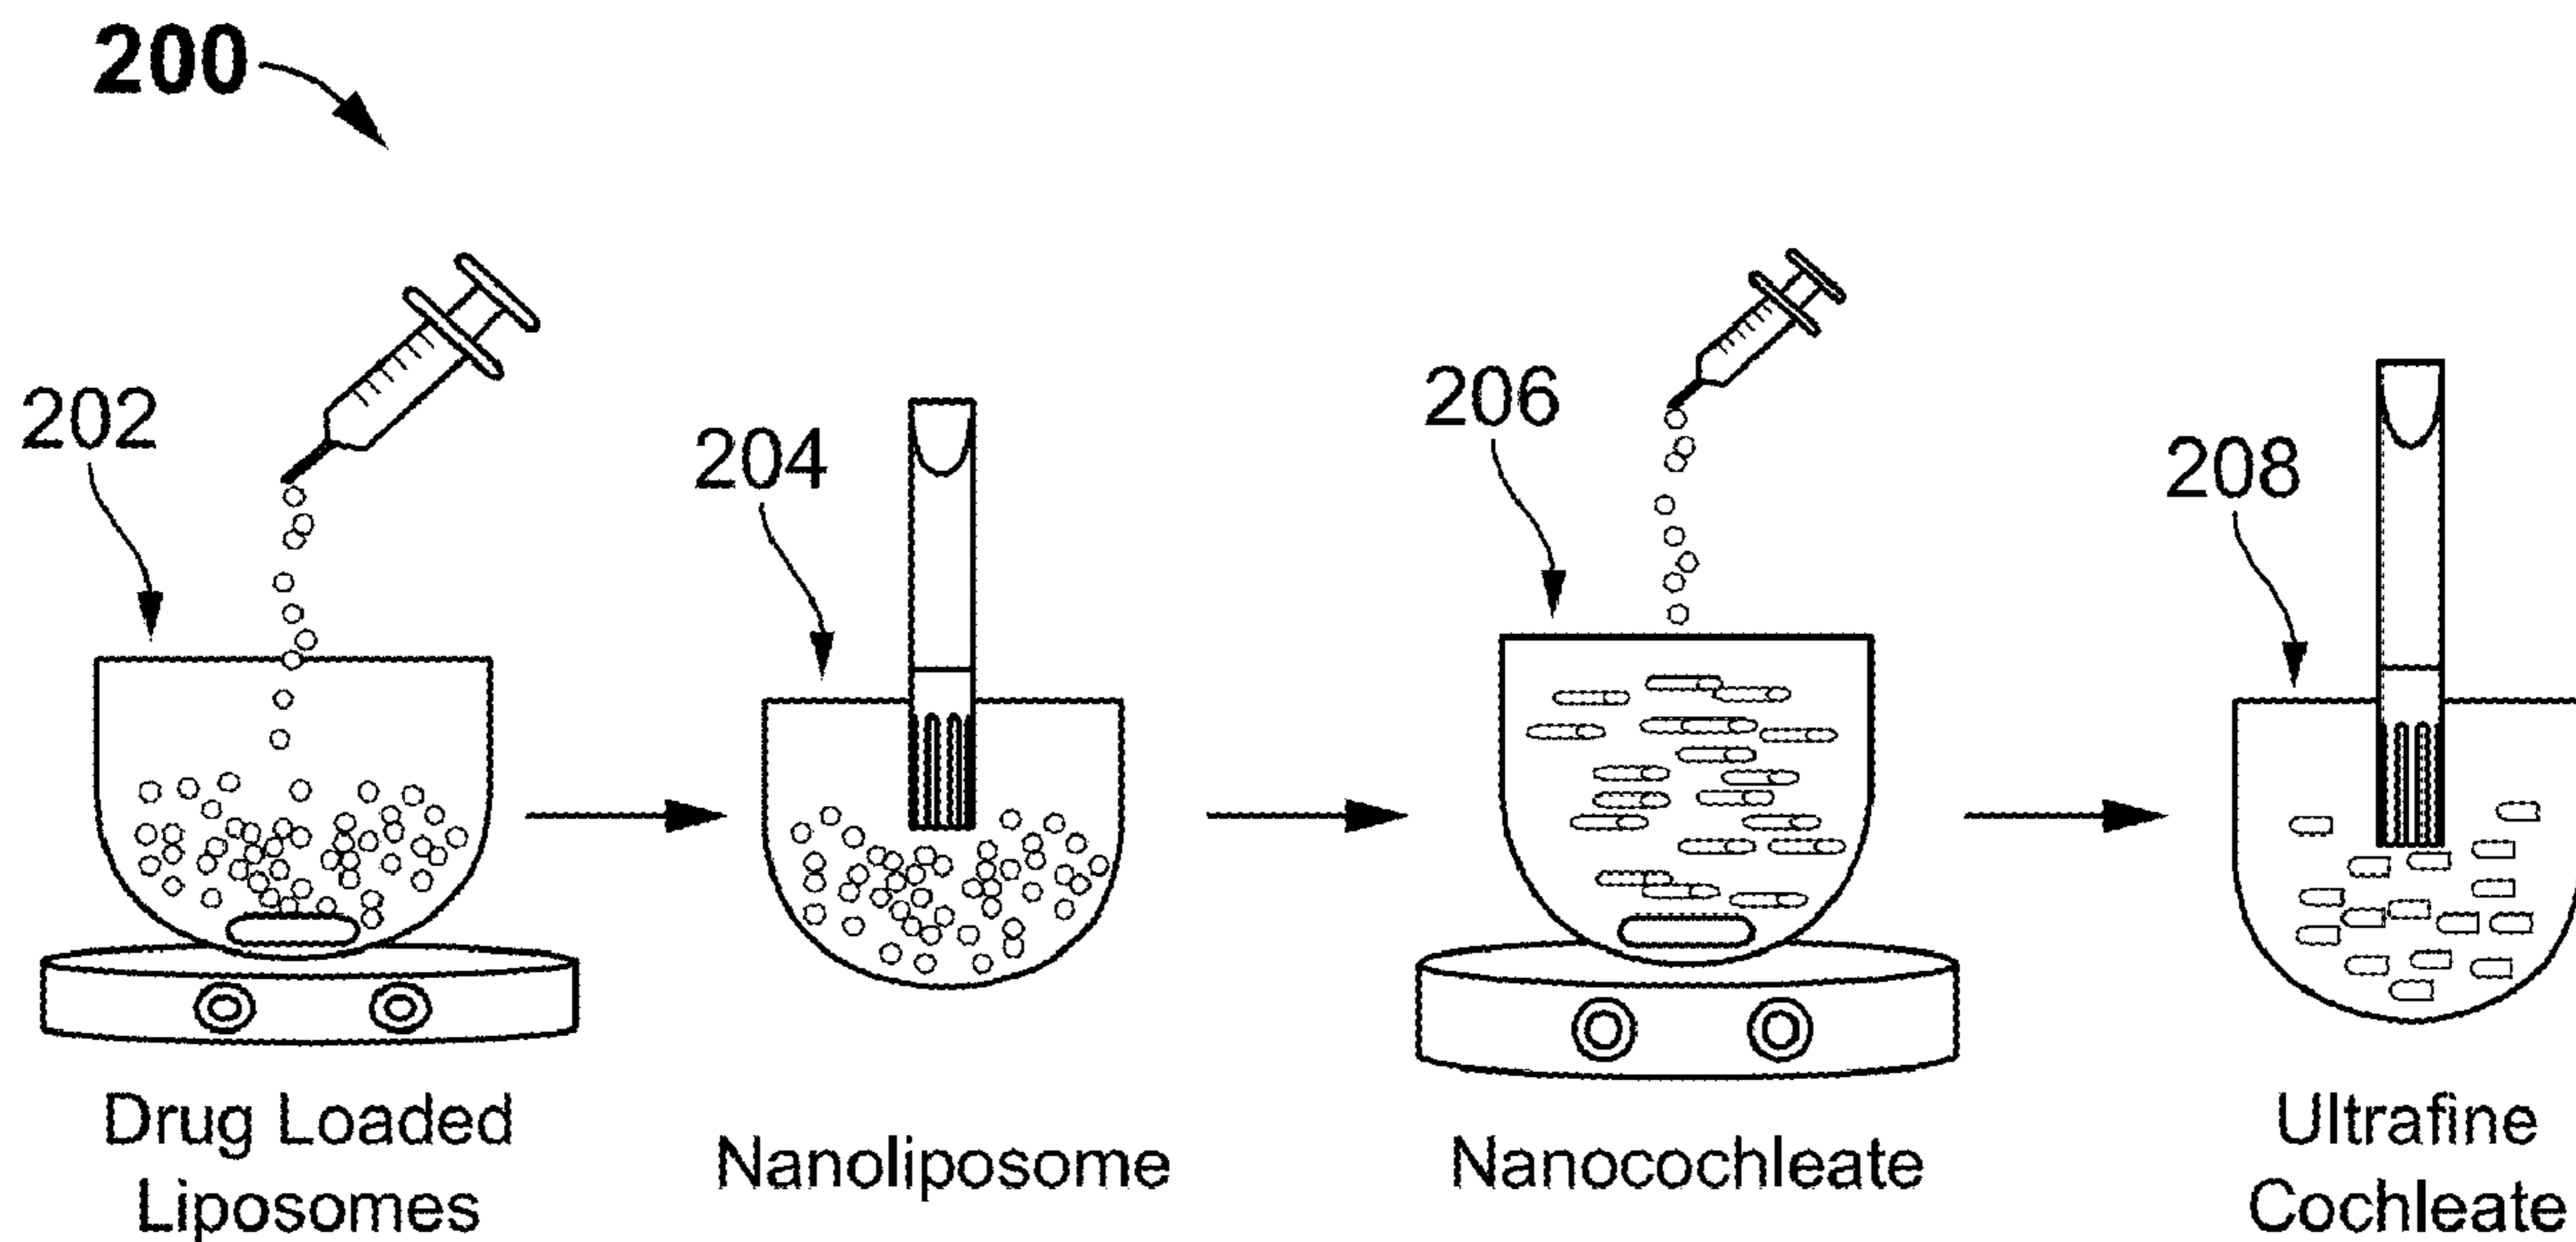 200
202
204
206
208
Drug Loaded
Liposomes
Nanoliposome
Nanocochleate
Ultrafine
Cochleate